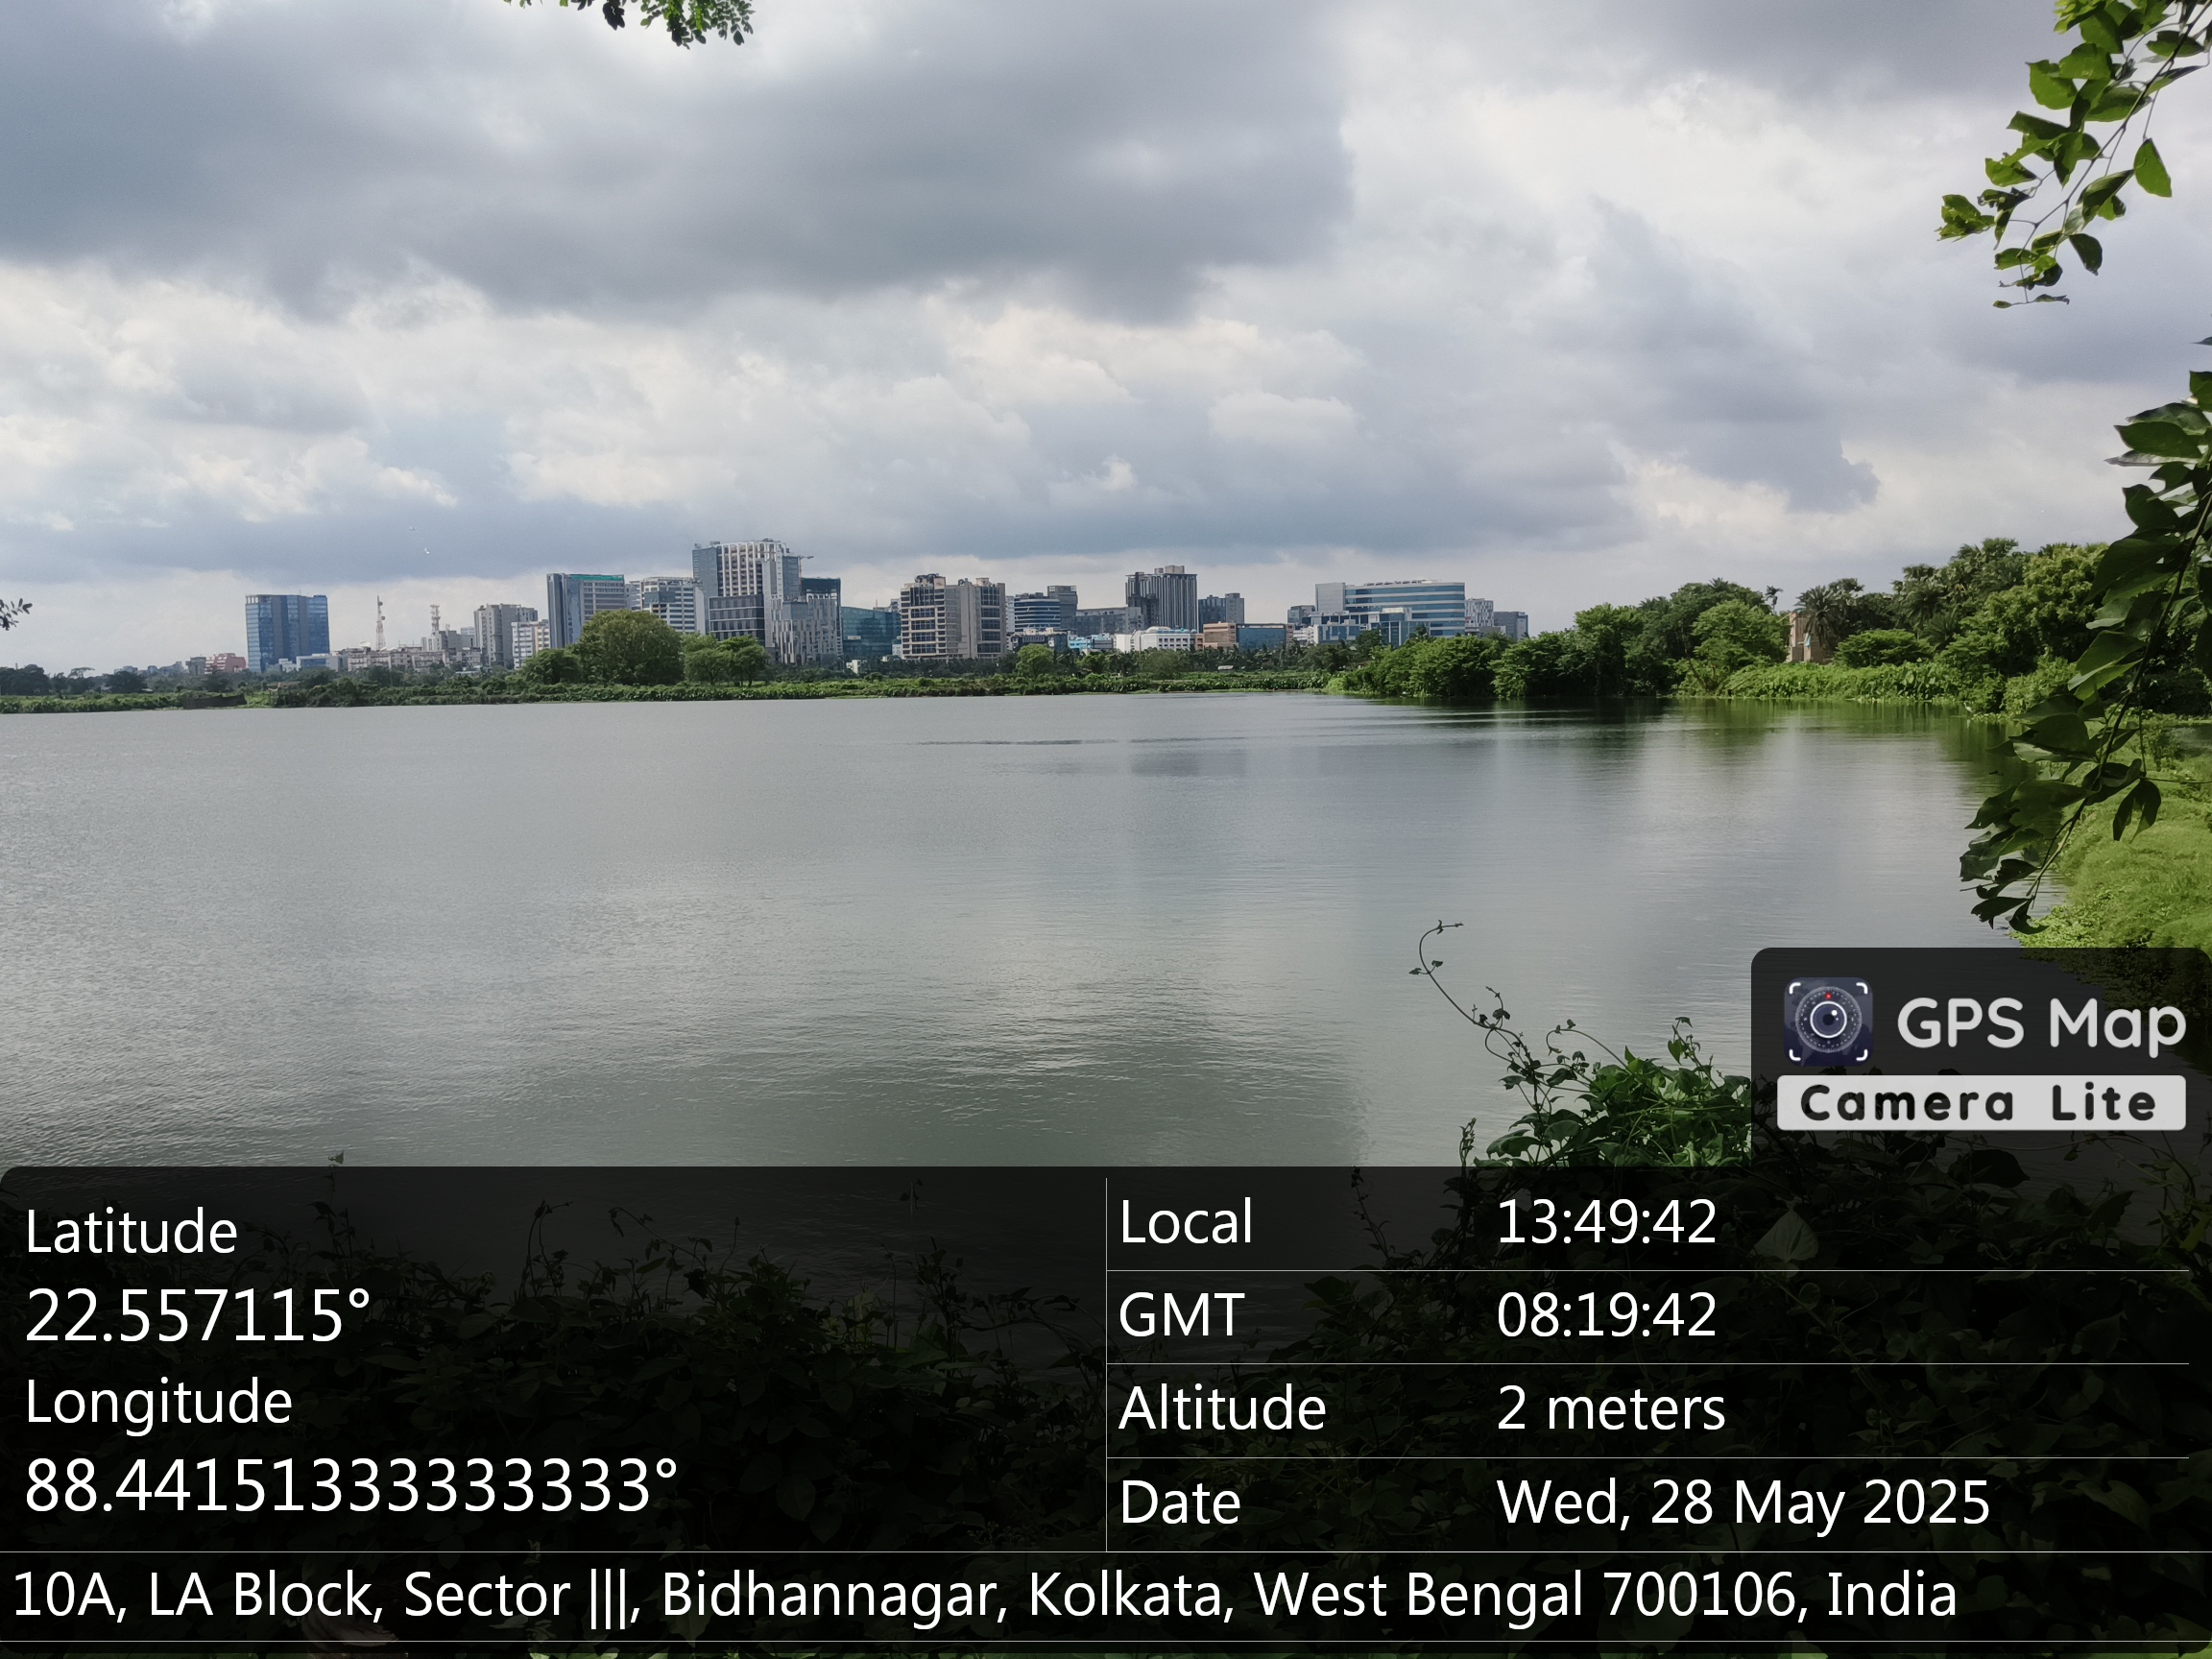 GPS Map
Camera Lite
Latitude
22.557115°
Longitude
88.44151333333333°
Local 13:49:42
GMT 08:19:42
Altitude 2 meters
Date Wed, 28 May 2025
10A, LA Block, Sector |||, Bidhannagar, Kolkata, West Bengal 700106, India